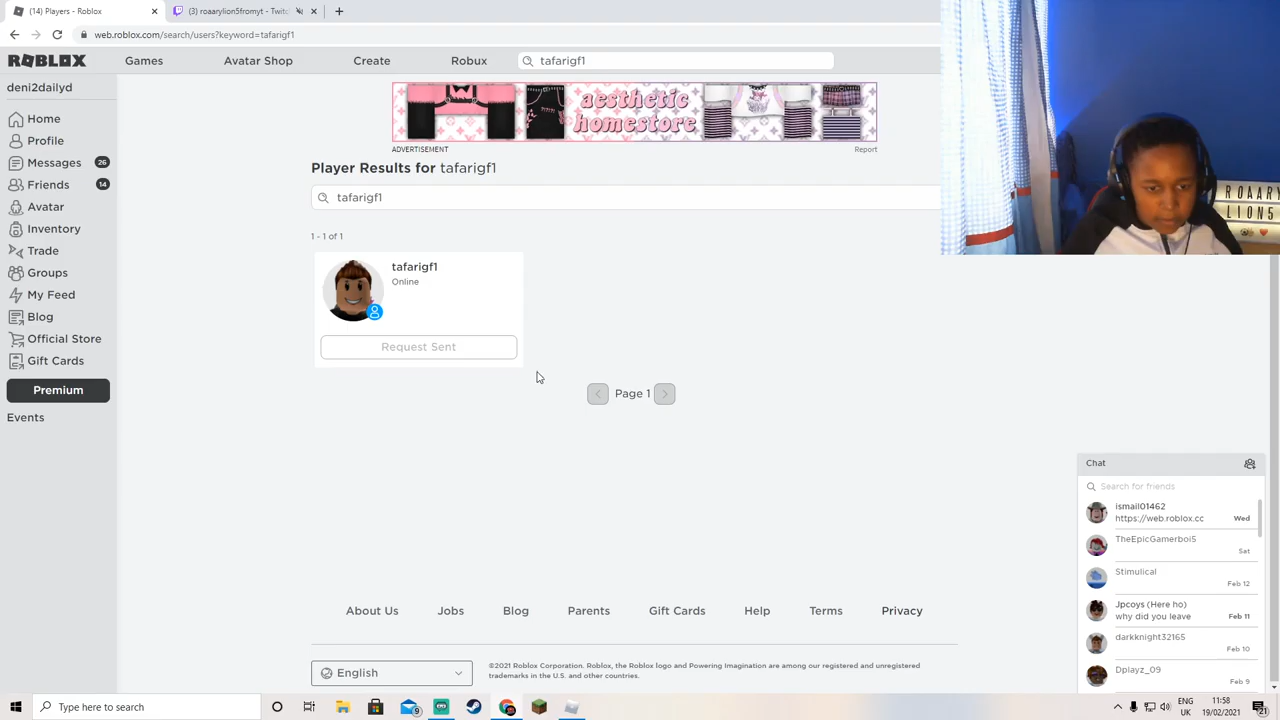 (14) Players - Roblox
(3) roaarylion5fromyt - Twi
web.roblox.com/search/users?keyword=
ROBLOX
Games
Create
Robux
tafarigf1
deni2dailyd
Home
Profile
Messages 26
Friends 14
Avatar
Inventory
Trade
Groups
My Feed
Blog
Official Store
Gift Cards
Premium
Events
aesthetic
homestore
ADVERTISEMENT
Report
yer Results for tafarigf1
tafarigf1
1 - 1 of 1
tafarigf1
Online
Request Sent
Page 1
ROAARY
LION5
Chat
Search for friends
ismail01462
https://web.roblox.cc Wed
TheEpicGamerboi5
Sat
Stimulical
Feb 12
Jpcoys (Here ho)
why did you leave Feb 11
darkknight32165
Feb 10
Dplayz_09
Feb 9
About Us
Jobs
Blog
Parents
Gift Cards
Help
Terms
Privacy
English
©2021 Roblox Corporation. Roblox, the Roblox logo and Powering Imagination are among our registered and unregistered
trademarks in the U.S. and other countries.
Type here to search
ENG
UK
11:58
19/02/2021